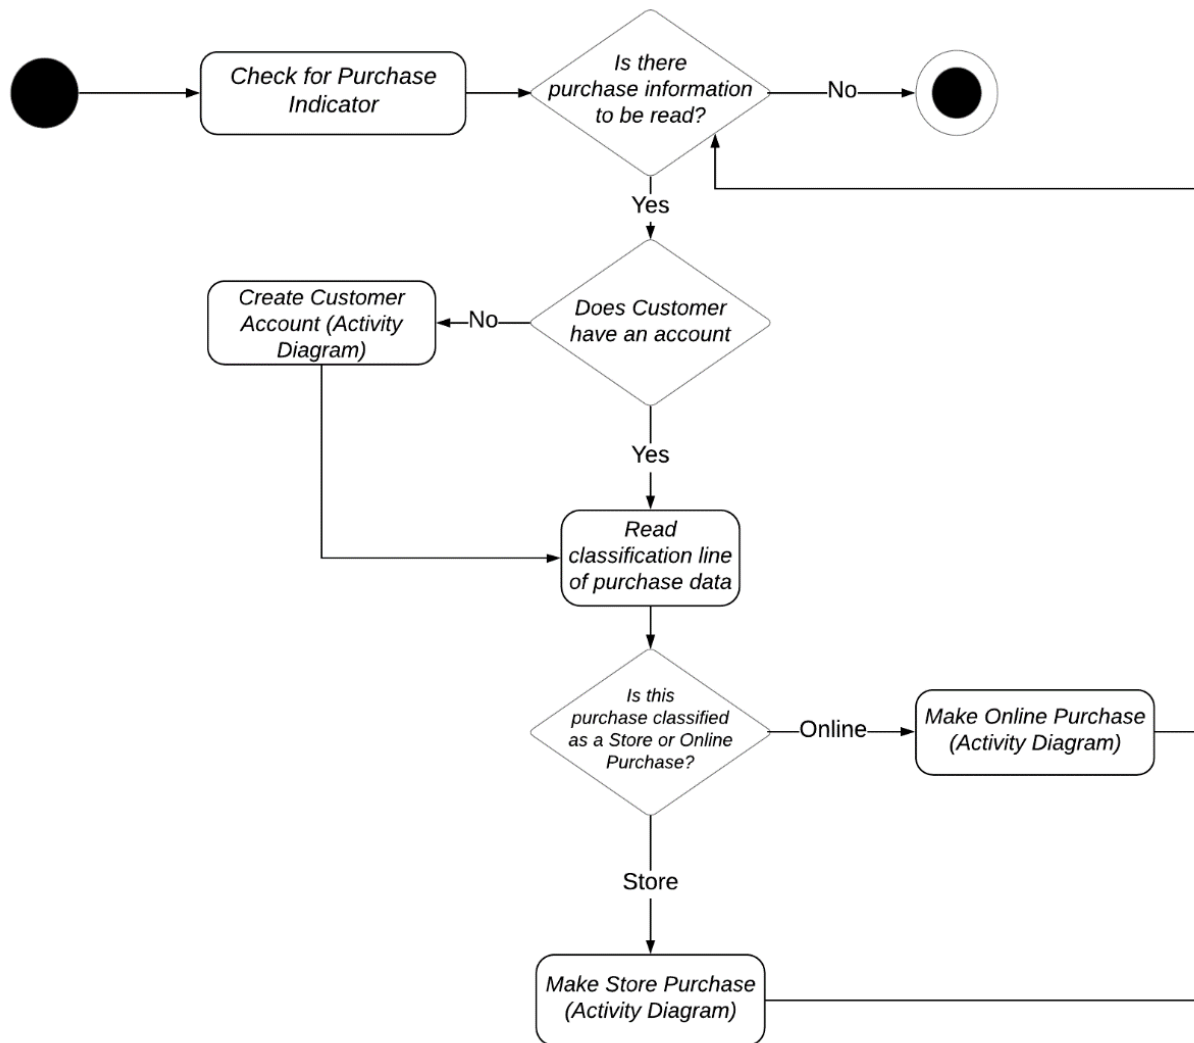 Check for Purchase
Indicator
Is there
purchase information
to be read?
No
Yes
Create Customer
Account (Activity
Diagram)
No
Does Customer
have an account
Yes
Read
classification line
of purchase data
Is this
purchase classified
as a Store or Online
Purchase?
Online
Make Online Purchase
(Activity Diagram)
Store
Make Store Purchase
(Activity Diagram)